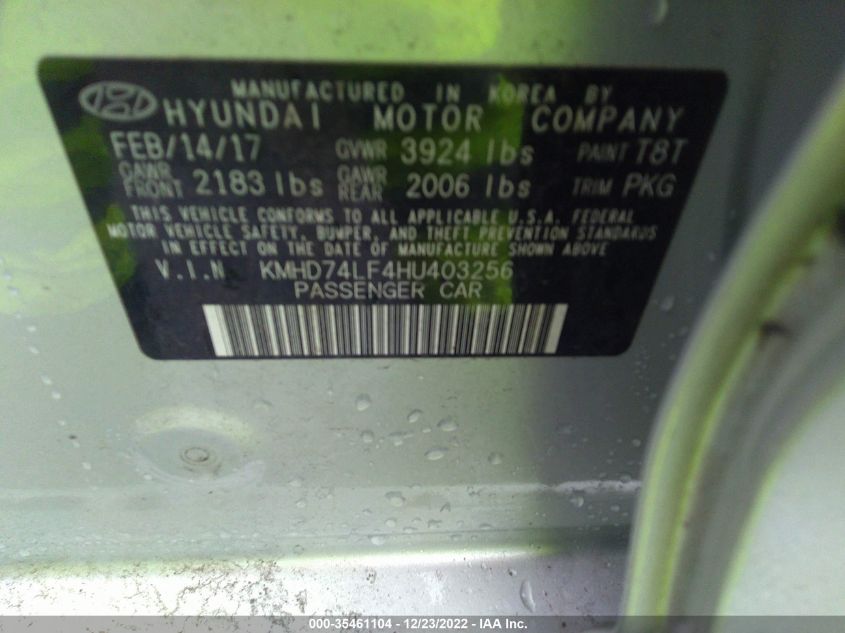 MANUFACTURED IN KOREA BY
HYUNDAI MOTOR COMPANY
FEB/14/17 GVWR 3924 lbs PAINT T8T
GAWR FRONT 2183 lbs GAWR REAR 2006 lbs TRIM PKG
THIS VEHICLE CONFORMS TO ALL APPLICABLE U.S.A. FEDERAL
MOTOR VEHICLE SAFETY, BUMPER, AND THEFT PREVENTION STANDARDS
IN EFFECT ON THE DATE OF MANUFACTURE SHOWN ABOVE.
V.I.N KMHD74LF4HU403256
PASSENGER CAR
000-35461104 - 12/23/2022 - IAA Inc.